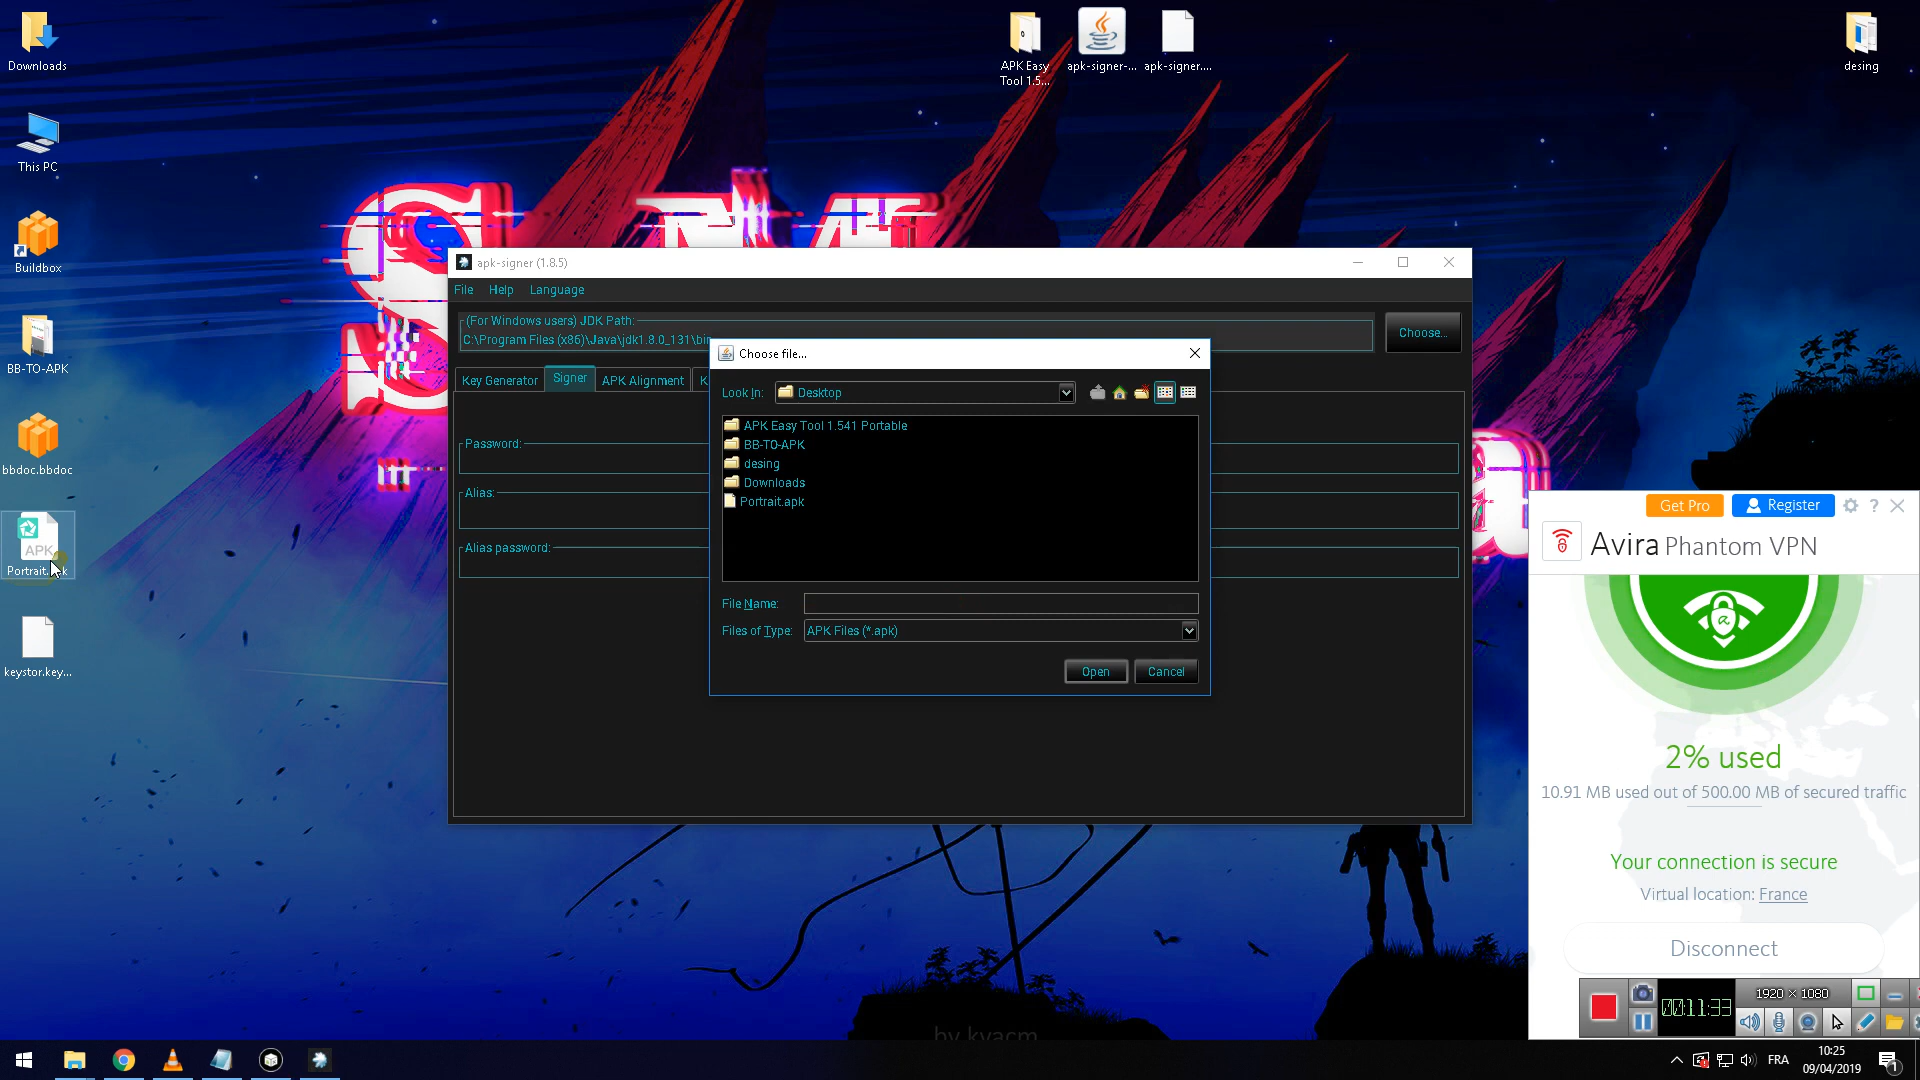 Downloads
This PC
Buildbox
BB-TO-APK
bbdoc.bbdoc
APK
keystor.key...
APK Easy
Tool 1.5...
apk-signer-...
apk-signer....
desing
apk-signer (1.8.5)
File Help Language
(For Windows users) JDK Path:
C:\Program Files (x86)\Java\jdk1.8.0_131\bin
Choose...
Key Generator Signer APK Alignment K
Password:
Alias:
Alias password:
Choose file...
Look In: Desktop
APK Easy Tool 1.541 Portable
BB-TO-APK
desing
Downloads
Portrait.apk
File Name:
Files of Type: APK Files (*.apk)
Open Cancel
Get Pro Register ?
Avira Phantom VPN
2% used
10.91 MB used out of 500.00 MB of secured traffic
Your connection is secure
Virtual location: France
Disconnect
1920 × 1080
00:11:33
by kvacm
FRA
10:25
09/04/2019
1